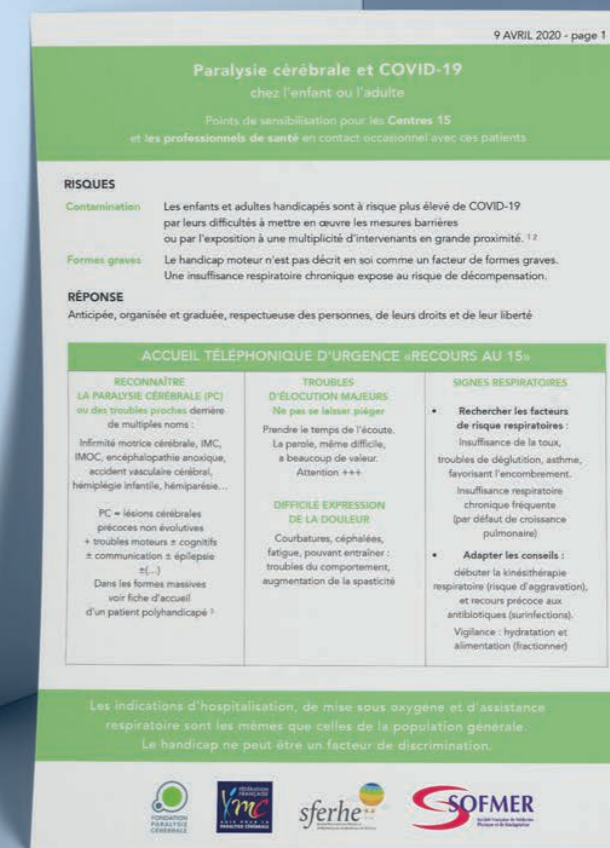 9 AVRIL 2020 - page 1
Paralysie cérébrale et COVID-19
chez l'enfant ou l'adulte
Points de sensibilisation pour les Centres 15
et les professionnels de santé en contact occasionnel avec ces patients
RISQUES
Contamination
Les enfants et adultes handicapés sont à risque plus élevé de COVID-19
par leurs difficultés à mettre en œuvre les mesures barrières
ou par l'exposition à une multiplicité d'intervenants en grande proximité. 1 2
Formes graves
Le handicap moteur n'est pas décrit en soi comme un facteur de formes graves.
Une insuffisance respiratoire chronique expose au risque de décompensation.
RÉPONSE
Anticipée, organisée et graduée, respectueuse des personnes, de leurs droits et de leur liberté
ACCUEIL TÉLÉPHONIQUE D'URGENCE «RECOURS AU 15»
RECONNAÎTRE
LA PARALYSIE CÉRÉBRALE (PC)
ou des troubles proches derrière
de multiples noms :
Infirmité motrice cérébrale, IMC,
IMOC, encéphalopathie anoxique,
accident vasculaire cérébral,
hémiplégie infantile, hémiparésie...
PC = lésions cérébrales
précoces non évolutives
+ troubles moteurs ± cognitifs
± communication ± épilepsie
±(...)
Dans les formes massives
voir fiche d'accueil
d'un patient polyhandicapé 3
TROUBLES
D'ÉLOCUTION MAJEURS
Ne pas se laisser piéger
Prendre le temps de l'écoute.
La parole, même difficile,
a beaucoup de valeur.
Attention +++
DIFFICILE EXPRESSION
DE LA DOULEUR
Courbatures, céphalées,
fatigue, pouvant entraîner :
troubles du comportement,
augmentation de la spasticité
SIGNES RESPIRATOIRES
• Rechercher les facteurs
de risque respiratoires :
Insuffisance de la toux,
troubles de déglutition, asthme,
favorisant l'encombrement.
Insuffisance respiratoire
chronique fréquente
(par défaut de croissance
pulmonaire)
• Adapter les conseils :
débuter la kinésithérapie
respiratoire (risque d'aggravation),
et recours précoce aux
antibiotiques (surinfections).
Vigilance : hydratation et
alimentation (fractionner)
Les indications d'hospitalisation, de mise sous oxygène et d'assistance
respiratoire sont les mêmes que celles de la population générale.
Le handicap ne peut être un facteur de discrimination.
FONDATION
PARALYSIE
CÉRÉBRALE
FÉDÉRATION
FRANÇAISE
YMC
PARALYSIE CÉRÉBRALE
sferhe
SOFMER